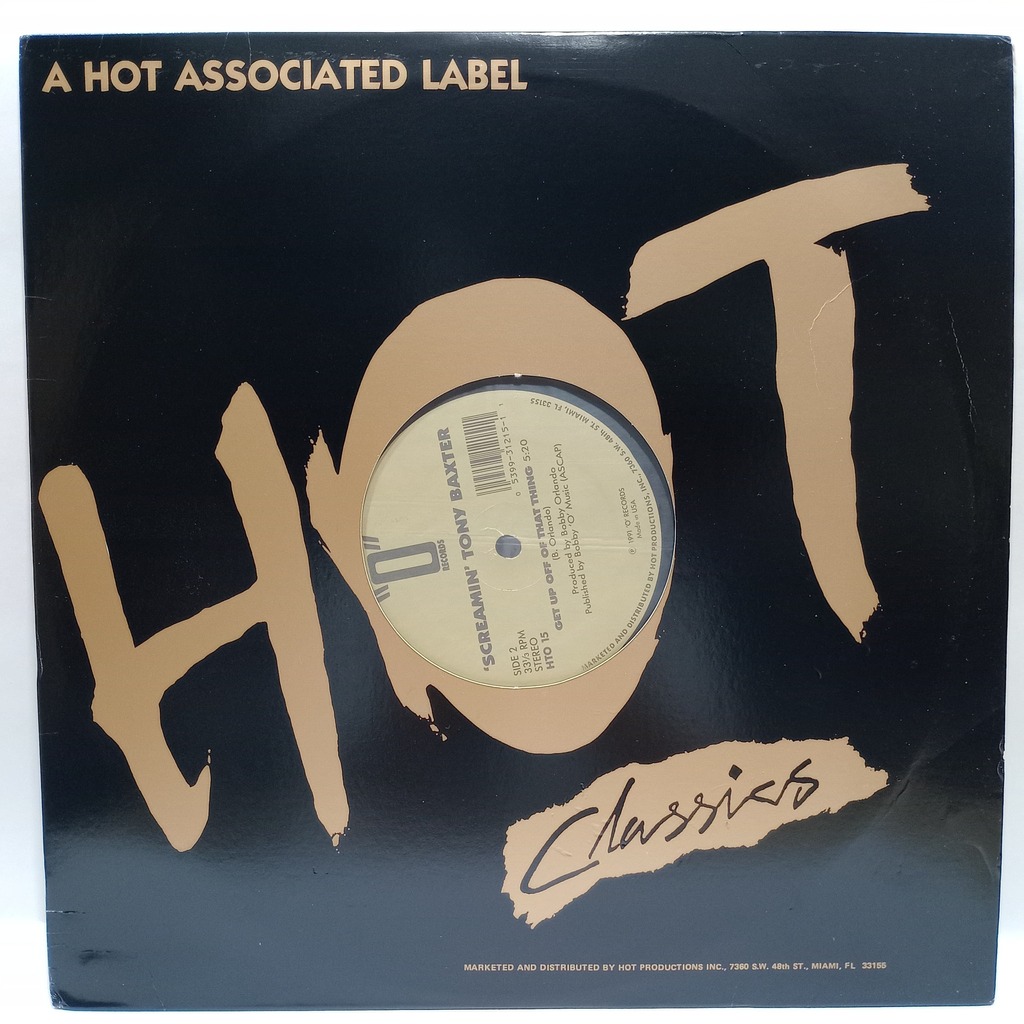 A HOT ASSOCIATED LABEL
HOT
Classics
"O"
RECORDS
'SCREAMIN' TONY BAXTER
0 5399-31215-1 1
SIDE 2
33⅓ RPM
STEREO
HTO 15
GET UP OFF OF THAT THING 5:20
(B. Orlando)
Produced by Bobby Orlando
Published by Bobby 'O' Music (ASCAP)
℗ 1991 'O' RECORDS
Made in USA
MARKETED AND DISTRIBUTED BY HOT PRODUCTIONS, INC., 7360 S.W. 48th ST. MIAMI, FL 33155
MARKETED AND DISTRIBUTED BY HOT PRODUCTIONS INC., 7360 S.W. 48th ST., MIAMI, FL 33155